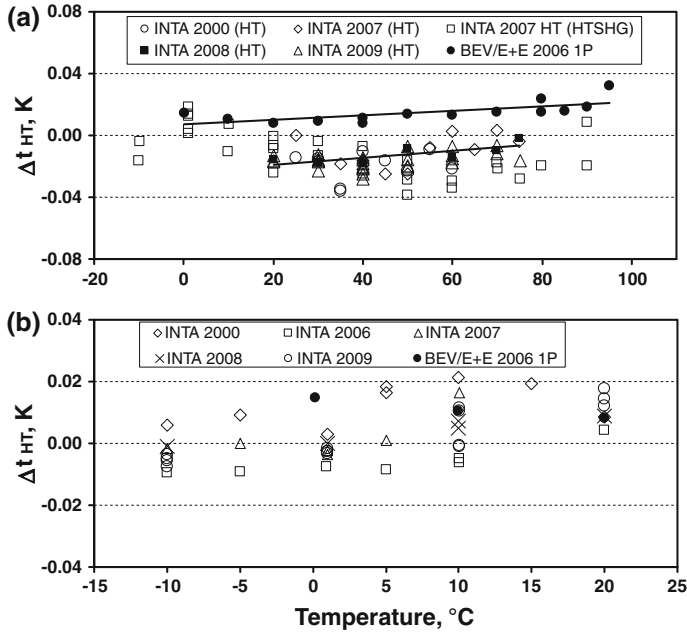 (a)
INTA 2000 (HT) INTA 2007 (HT) INTA 2007 HT (HTSHG)
INTA 2008 (HT) INTA 2009 (HT) BEV/E+E 2006 1P
0.08
0.04
0.00
-0.04
-0.08
Δt HT, K
-20 0 20 40 60 80 100
(b)
INTA 2000 INTA 2006 INTA 2007
INTA 2008 INTA 2009 BEV/E+E 2006 1P
0.04
0.02
0.00
-0.02
-0.04
Δt HT, K
-15 -10 -5 0 5 10 15 20 25
Temperature, °C